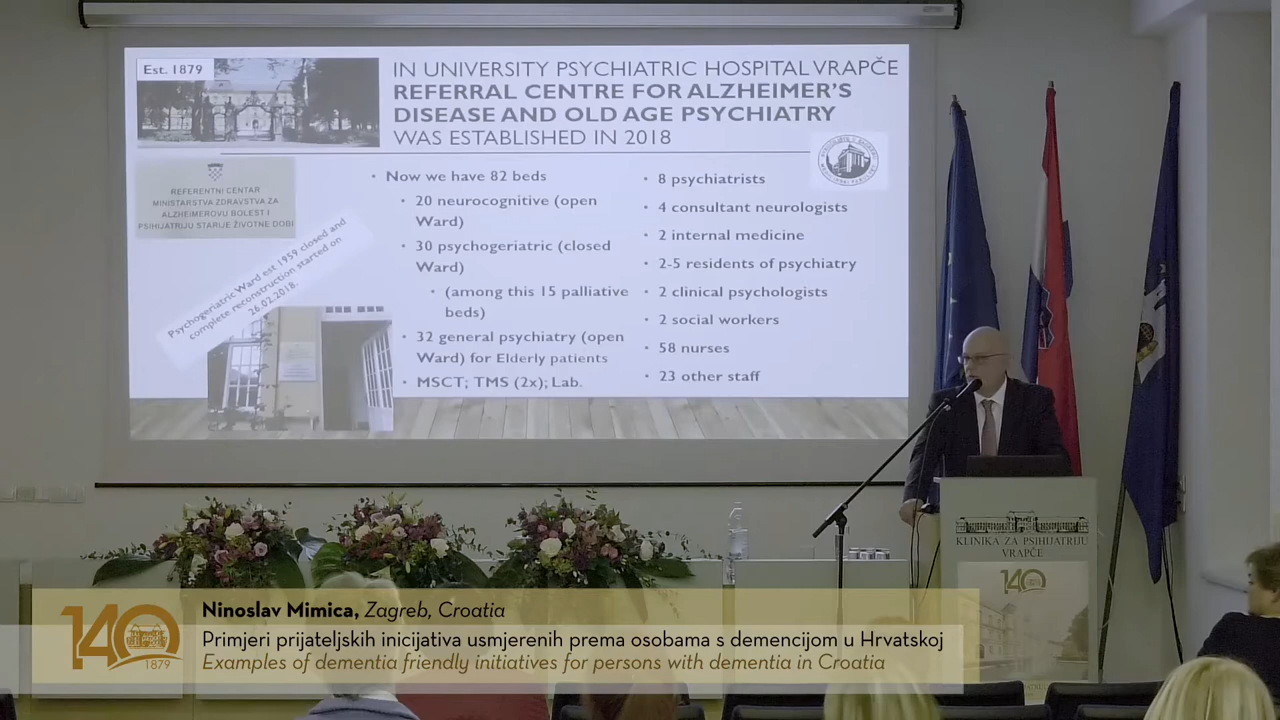 Est. 1879
IN UNIVERSITY PSYCHIATRIC HOSPITAL VRAPČE
REFERRAL CENTRE FOR ALZHEIMER'S
DISEASE AND OLD AGE PSYCHIATRY
WAS ESTABLISHED IN 2018
REFERENTNI CENTAR
MINISTARSTVA ZDRAVSTVA ZA
ALZHEIMEROVU BOLEST I
PSIHIJATRIJU STARIJE ŽIVOTNE DOBI
Psychogeriatric Ward est 1959 closed and
complete reconstruction started on
26.02.2018.
• Now we have 82 beds
• 20 neurocognitive (open
Ward)
• 30 psychogeriatric (closed
Ward)
• (among this 15 palliative
beds)
• 32 general psychiatry (open
Ward) for Elderly patients
• MSCT; TMS (2x); Lab.
• 8 psychiatrists
• 4 consultant neurologists
• 2 internal medicine
• 2-5 residents of psychiatry
• 2 clinical psychologists
• 2 social workers
• 58 nurses
• 23 other staff
KLINIKA ZA PSIHIJATRIJU
VRAPČE
140
140
1879
Ninoslav Mimica, Zagreb, Croatia
Primjeri prijateljskih inicijativa usmjerenih prema osobama s demencijom u Hrvatskoj
Examples of dementia friendly initiatives for persons with dementia in Croatia